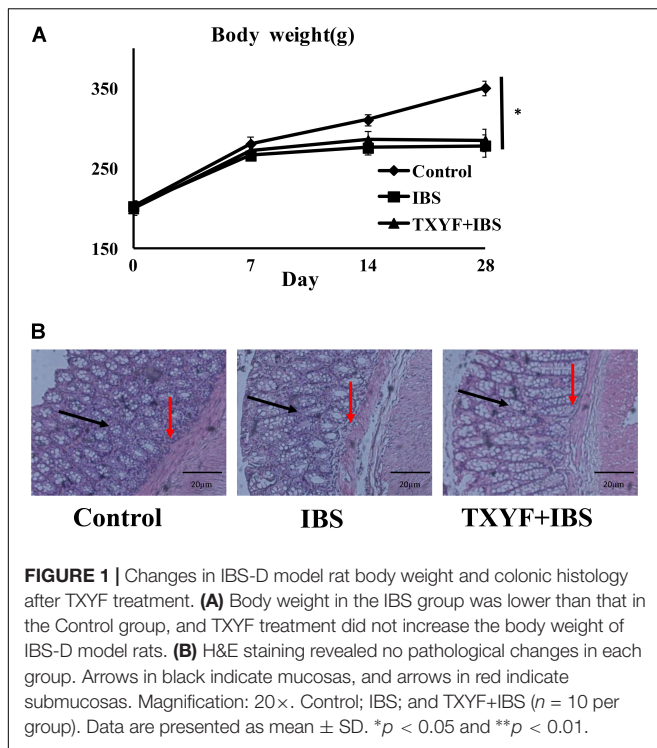 A
Body weight(g)
350
250
150
*
Control
IBS
TXYF+IBS
0 7 14 28
Day
B
20μm 20μm 20μm
Control IBS TXYF+IBS
FIGURE 1 | Changes in IBS-D model rat body weight and colonic histology
after TXYF treatment. (A) Body weight in the IBS group was lower than that in
the Control group, and TXYF treatment did not increase the body weight of
IBS-D model rats. (B) H&E staining revealed no pathological changes in each
group. Arrows in black indicate mucosas, and arrows in red indicate
submucosas. Magnification: 20×. Control; IBS; and TXYF+IBS (n = 10 per
group). Data are presented as mean ± SD. *p < 0.05 and **p < 0.01.